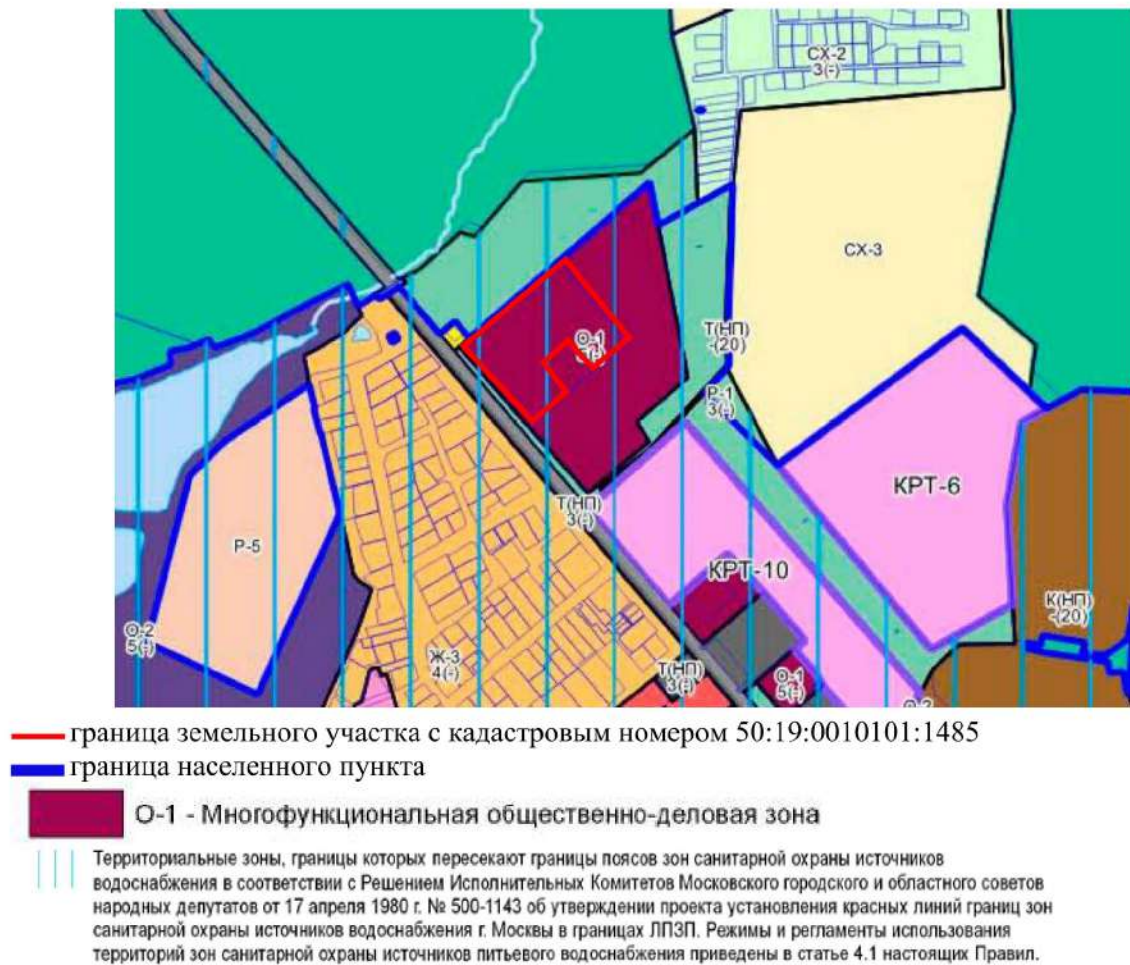 СХ-2
3(-)
СХ-3
О-1
5(-)
Т(НП)
-(20)
Р-1
3(-)
КРТ-6
Т(НП)
3(-)
Р-5
КРТ-10
К(НП)
-(20)
О-2
5(-)
Ж-3
4(-)
Т(НП)
3(-)
О-1
5(-)
граница земельного участка с кадастровым номером 50:19:0010101:1485
граница населенного пункта
О-1 - Многофункциональная общественно-деловая зона
Территориальные зоны, границы которых пересекают границы поясов зон санитарной охраны источников
водоснабжения в соответствии с Решением Исполнительных Комитетов Московского городского и областного советов
народных депутатов от 17 апреля 1980 г. № 500-1143 об утверждении проекта установления красных линий границ зон
санитарной охраны источников водоснабжения г. Москвы в границах ЛПЗП. Режимы и регламенты использования
территорий зон санитарной охраны источников питьевого водоснабжения приведены в статье 4.1 настоящих Правил.